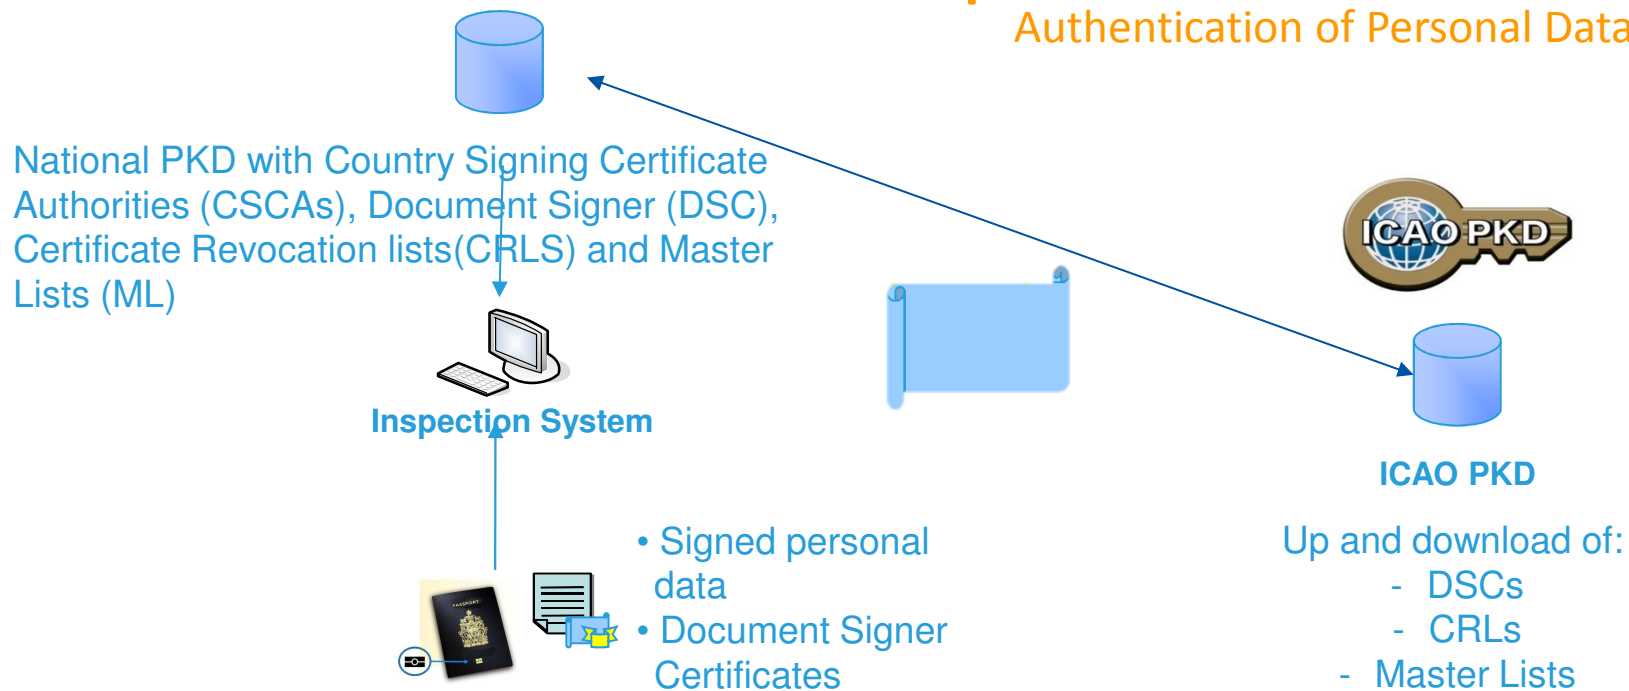 Authentication of Personal Data
National PKD with Country Signing Certificate
Authorities (CSCAs), Document Signer (DSC),
Certificate Revocation lists(CRLS) and Master
Lists (ML)
ICAO PKD
Inspection System
ICAO PKD
Up and download of:
- DSCs
- CRLs
- Master Lists
• Signed personal
data
• Document Signer
Certificates
PASSPORT